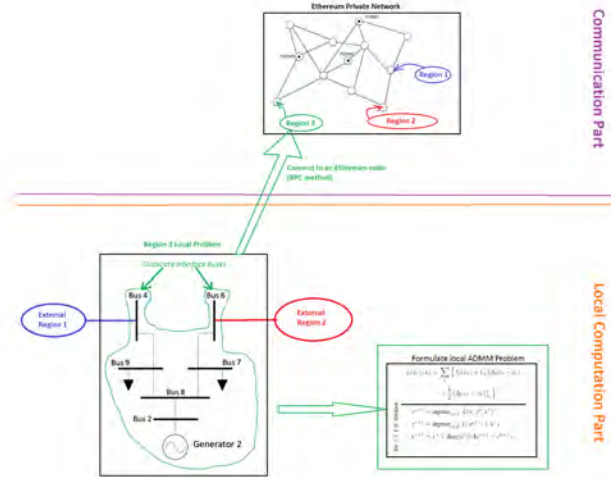 Ethereum Private Network
Region 1
Region 2
Region 3
Communication Part
Connect to an Ethereum node
(RPC method)
Region 3 Local Problem
Duplicate Interface Buses
Bus 4
Bus 6
External
Region 1
External
Region 2
Bus 9
Bus 7
Bus 8
Bus 2
Generator 2
Formulate local ADMM Problem
Local Computation Part